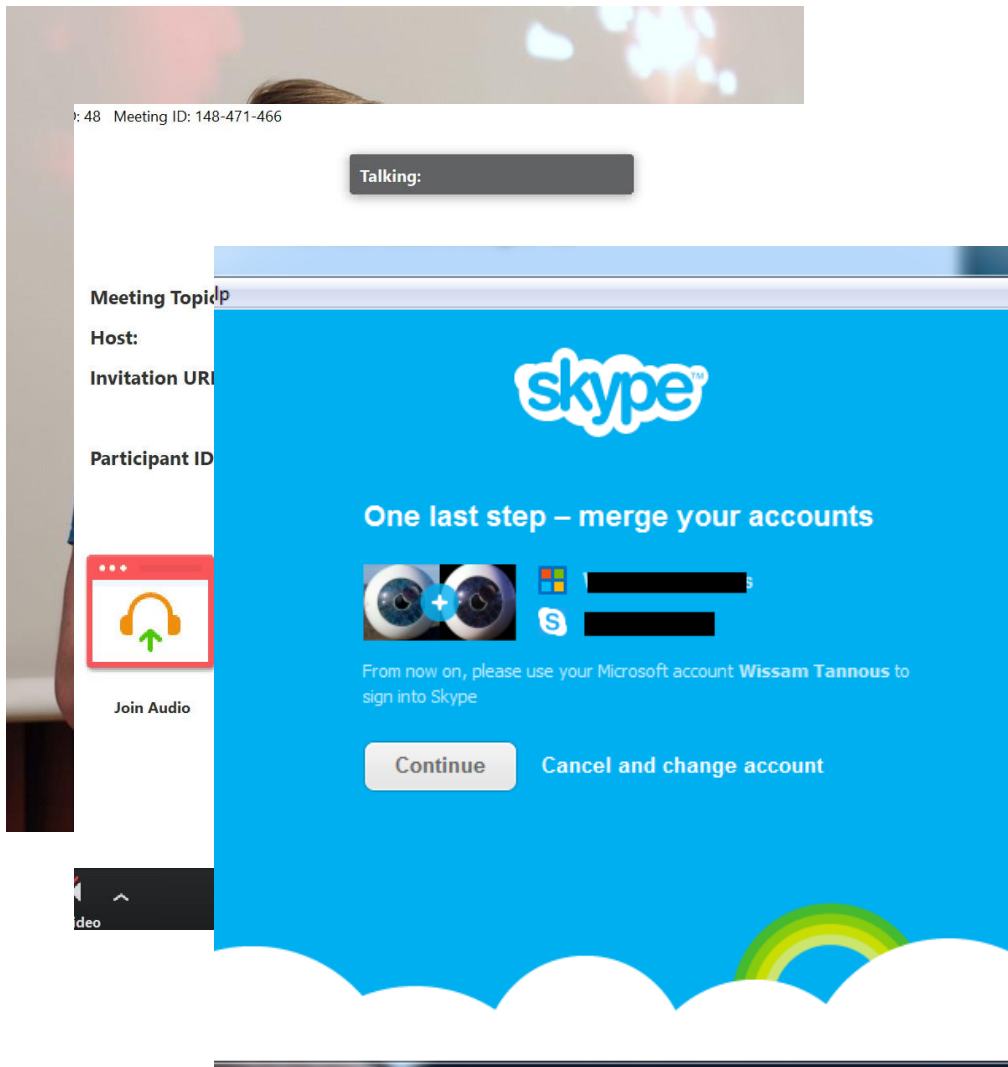 : 48 Meeting ID: 148-471-466
Talking:
Meeting Topic
Host:
Invitation URL
Participant ID
Join Audio
ideo
lp
skype™
One last step – merge your accounts
s
S
From now on, please use your Microsoft account Wissam Tannous to
sign into Skype
Continue
Cancel and change account